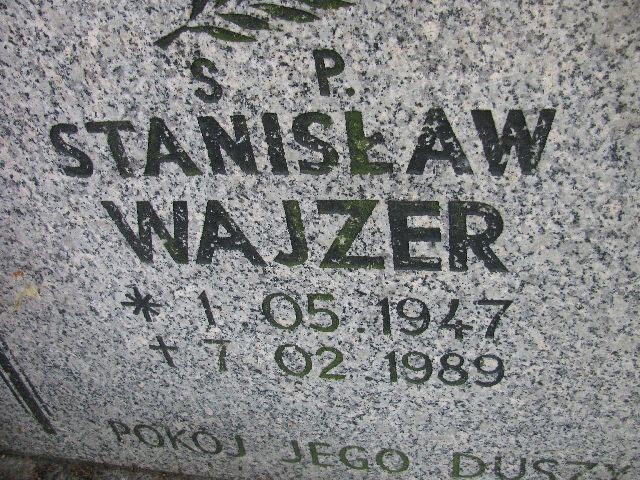 S P.
STANISŁAW
WAJZER
* 1 05.1947
+ 7 02.1989
POKÓJ JEGO DUSZY